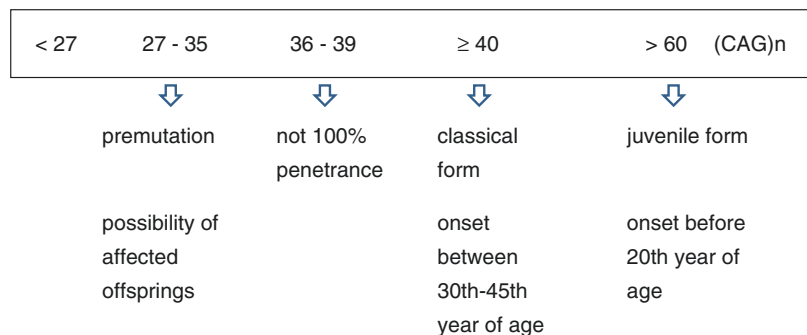 < 27 27 - 35 36 - 39 ≥ 40 > 60 (CAG)n
premutation
not 100%
penetrance
classical
form
juvenile form
possibility of
affected
offsprings
onset
between
30th-45th
year of age
onset before
20th year of
age